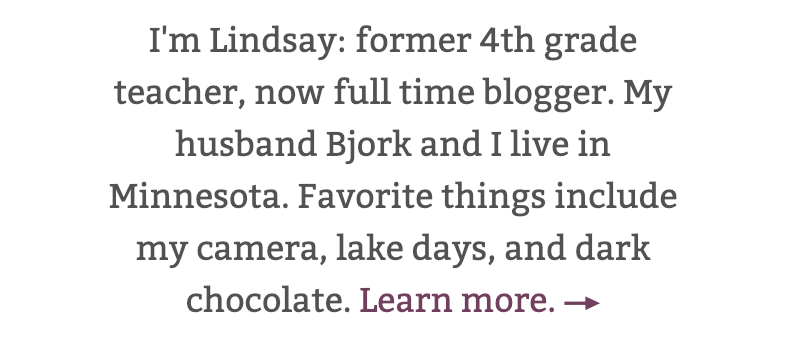 I'm Lindsay: former 4th grade
teacher, now full time blogger. My
husband Bjork and I live in
Minnesota. Favorite things include
my camera, lake days, and dark
chocolate. Learn more. →